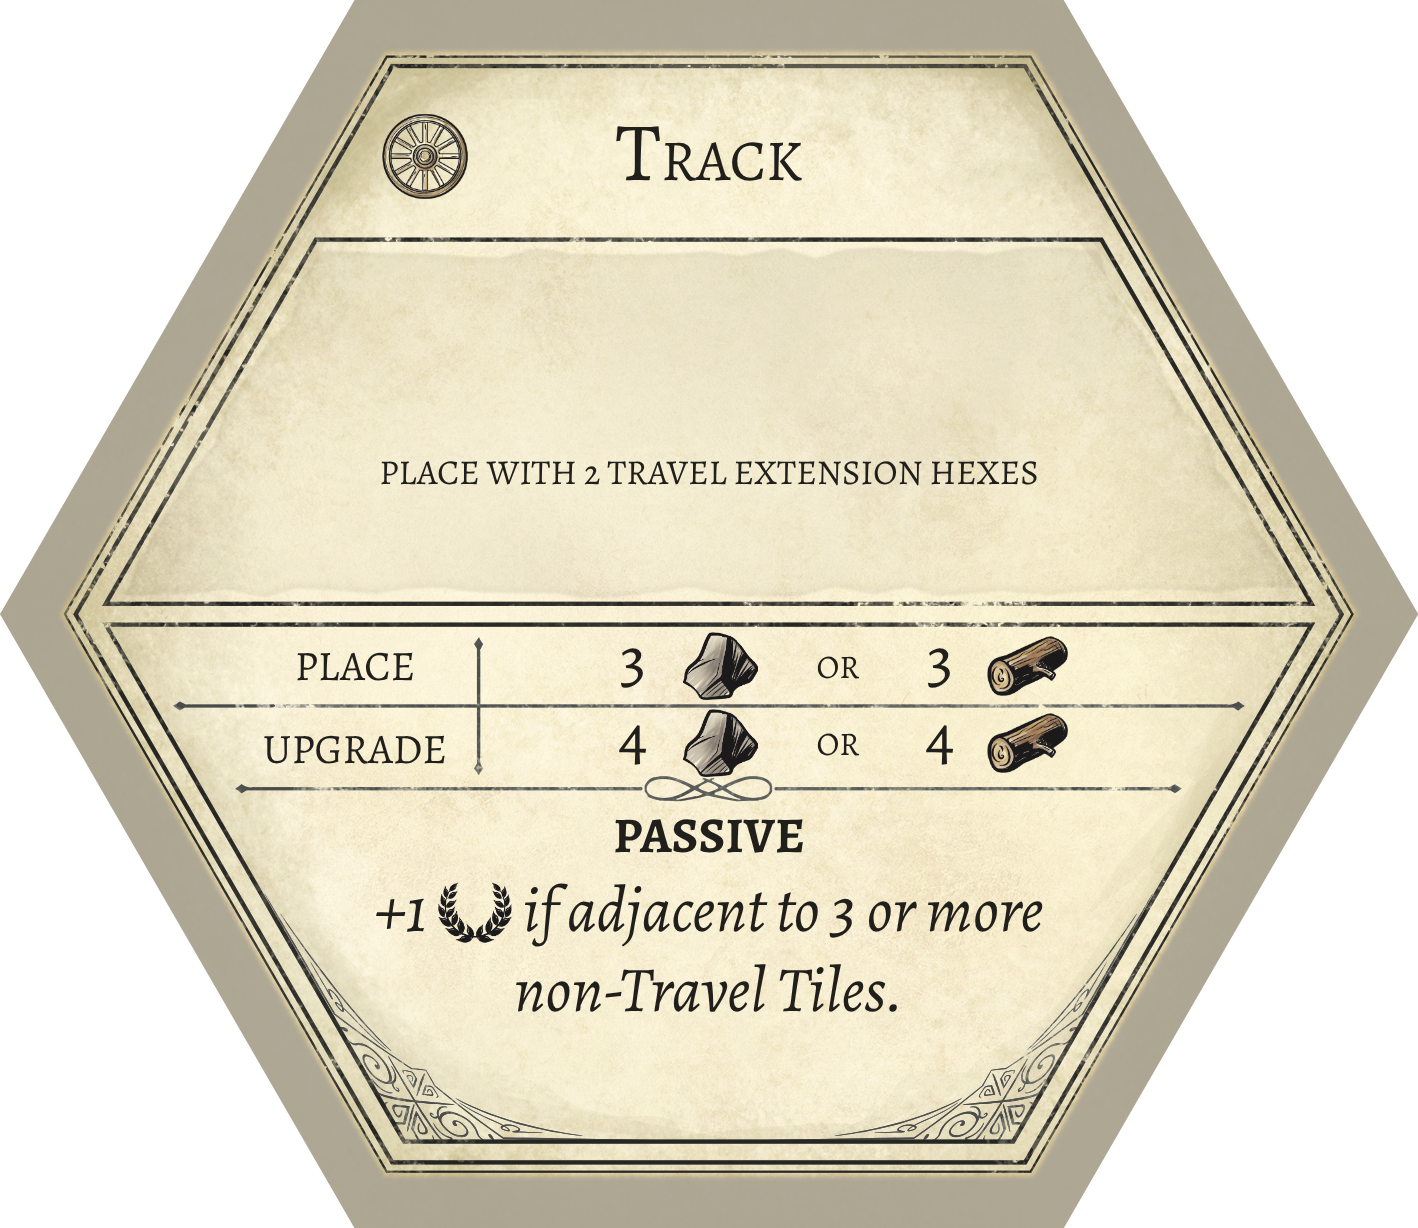 Track
PLACE WITH 2 TRAVEL EXTENSION HEXES
PLACE 3 OR 3
UPGRADE 4 OR 4
PASSIVE
+1 if adjacent to 3 or more
non-Travel Tiles.